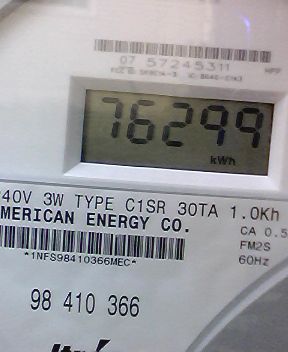 07 57245311
76299
kWh
240V 3W TYPE C1SR 30TA 1.0Kh
MERICAN ENERGY CO.
CA 0.5
FM2S
60Hz
*1NFS98410366MEC*
98 410 366